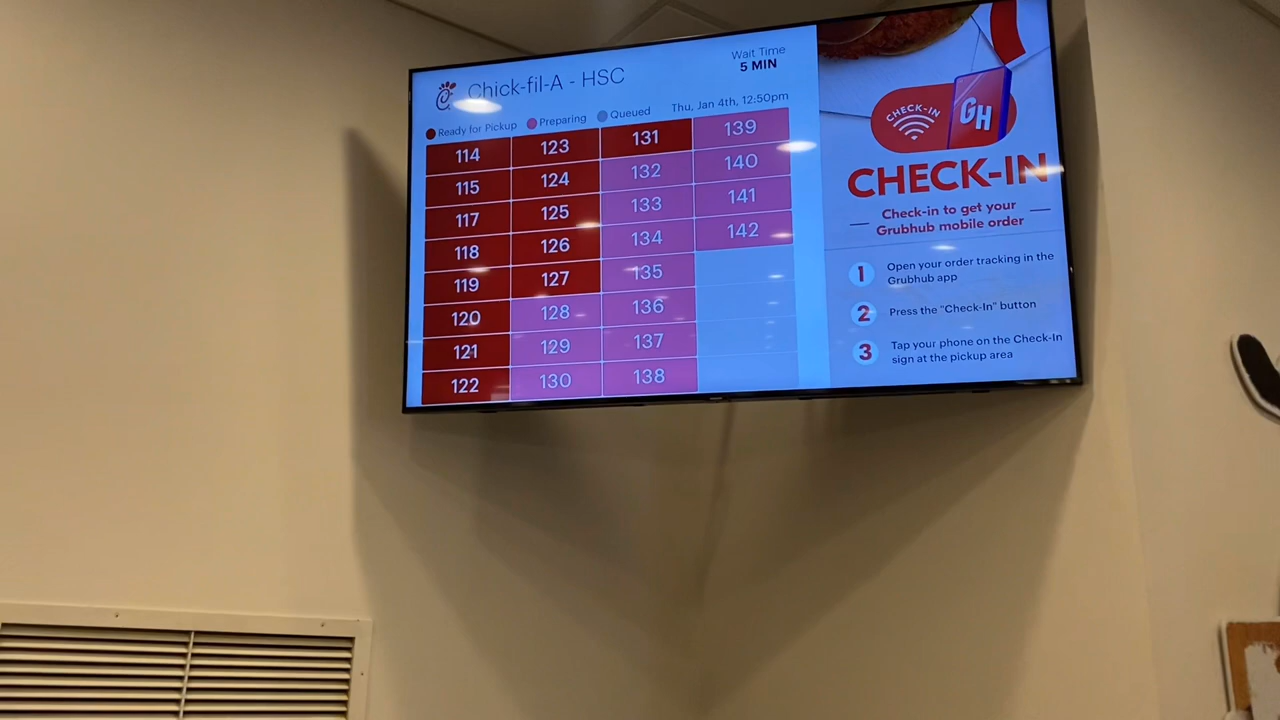 Chick-fil-A - HSC
Wait Time
5 MIN
Thu, Jan 4th, 12:50pm
Ready for Pickup Preparing Queued
114 123 131 139
115 124 132 140
117 125 133 141
118 126 134 142
119 127 135
120 128 136
121 129 137
122 130 138
CHECK-IN
GH
CHECK-IN
Check-in to get your
Grubhub mobile order
1 Open your order tracking in the
Grubhub app
2 Press the "Check-In" button
3 Tap your phone on the Check-In
sign at the pickup area